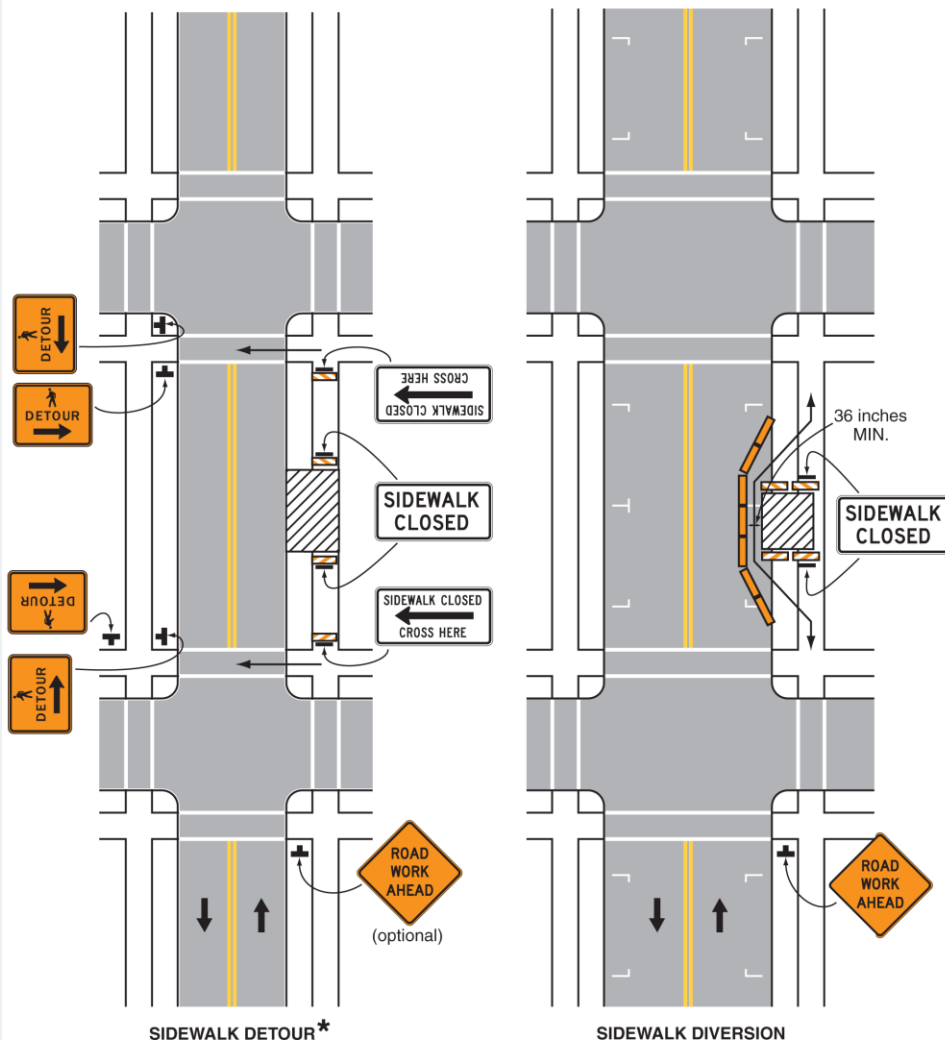 DETOUR
DETOUR
DETOUR
DETOUR
SIDEWALK CLOSED
CROSS HERE
SIDEWALK
CLOSED
SIDEWALK CLOSED
CROSS HERE
ROAD
WORK
AHEAD
(optional)
SIDEWALK DETOUR*
36 inches
MIN.
SIDEWALK
CLOSED
ROAD
WORK
AHEAD
SIDEWALK DIVERSION